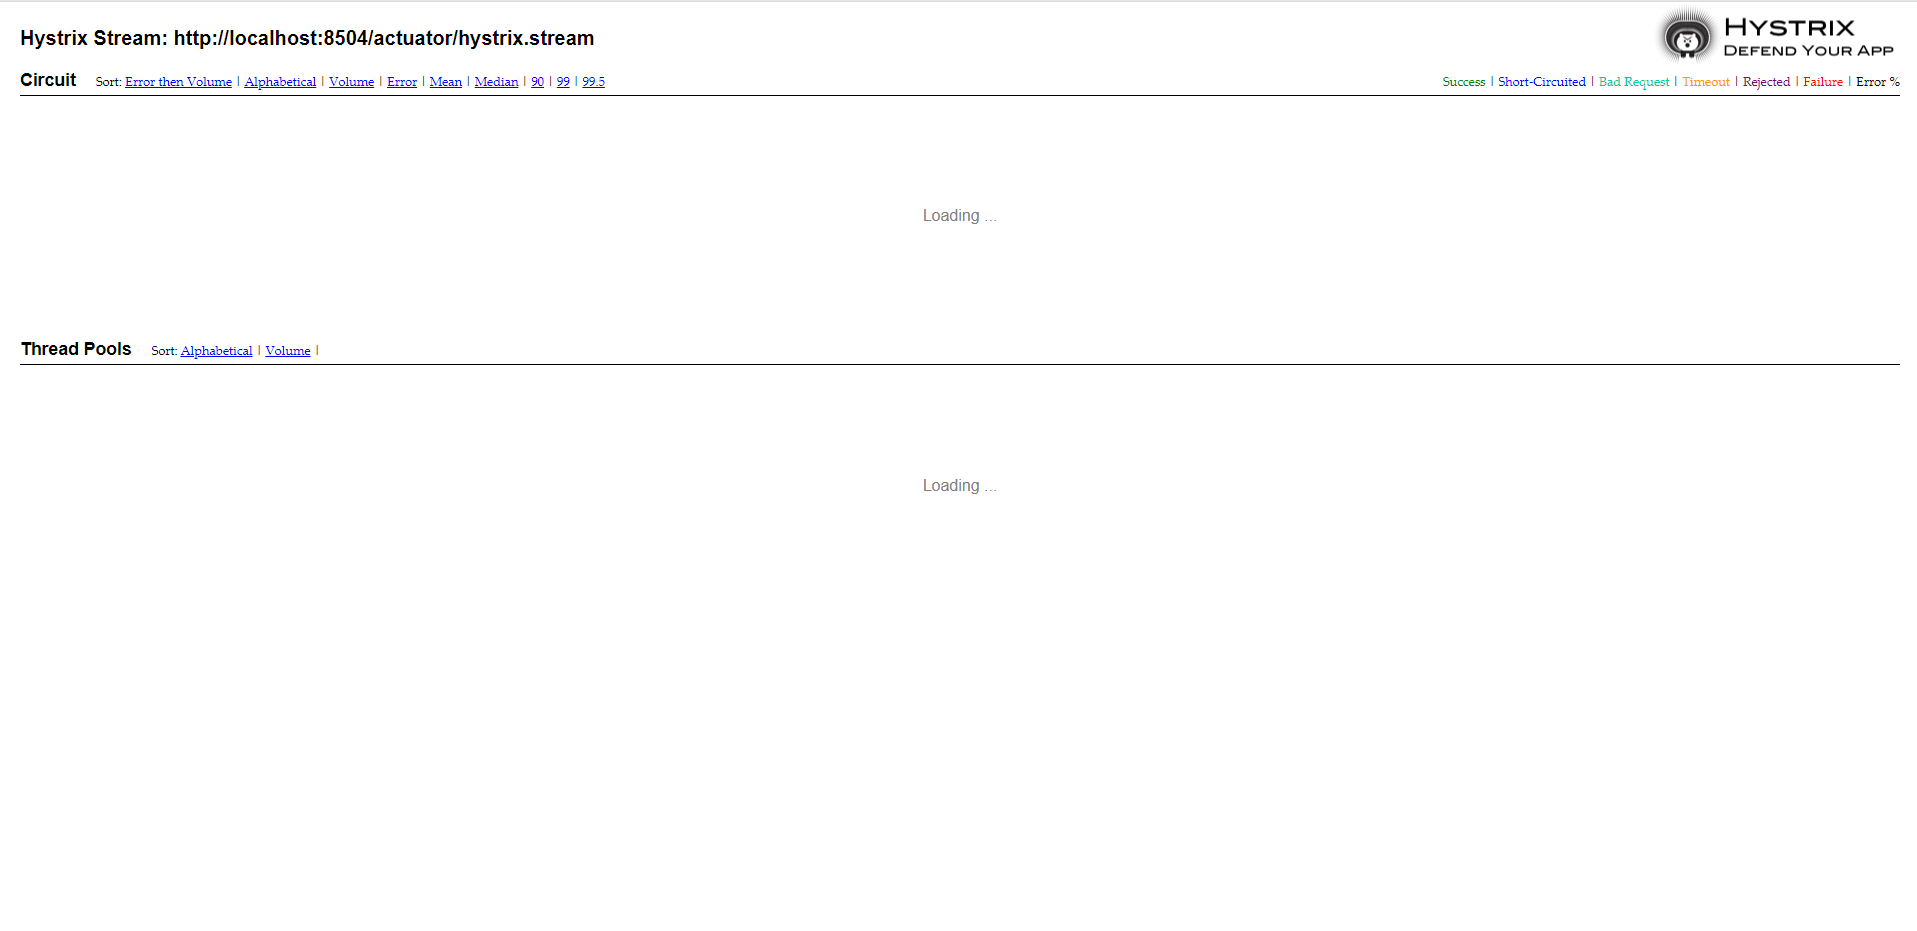 Hystrix Stream: http://localhost:8504/actuator/hystrix.stream
HYSTRIX
DEFEND YOUR APP
Circuit Sort: Error then Volume | Alphabetical | Volume | Error | Mean | Median | 90 | 99 | 99.5
Success | Short-Circuited | Bad Request | Timeout | Rejected | Failure | Error %
Loading ...
Thread Pools Sort: Alphabetical | Volume |
Loading ...